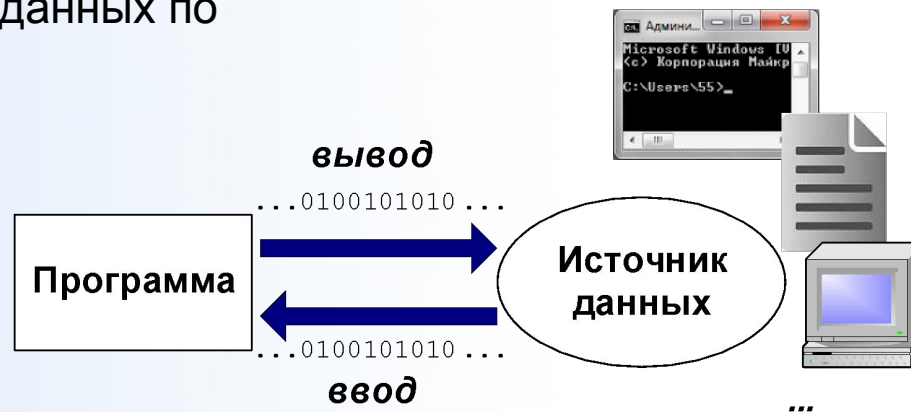 данных по
Админи...
Microsoft Windows [V
(c) Корпорация Майкр
C:\Users\55>_
вывод
...0100101010...
Программа
Источник
данных
...0100101010...
ввод
...